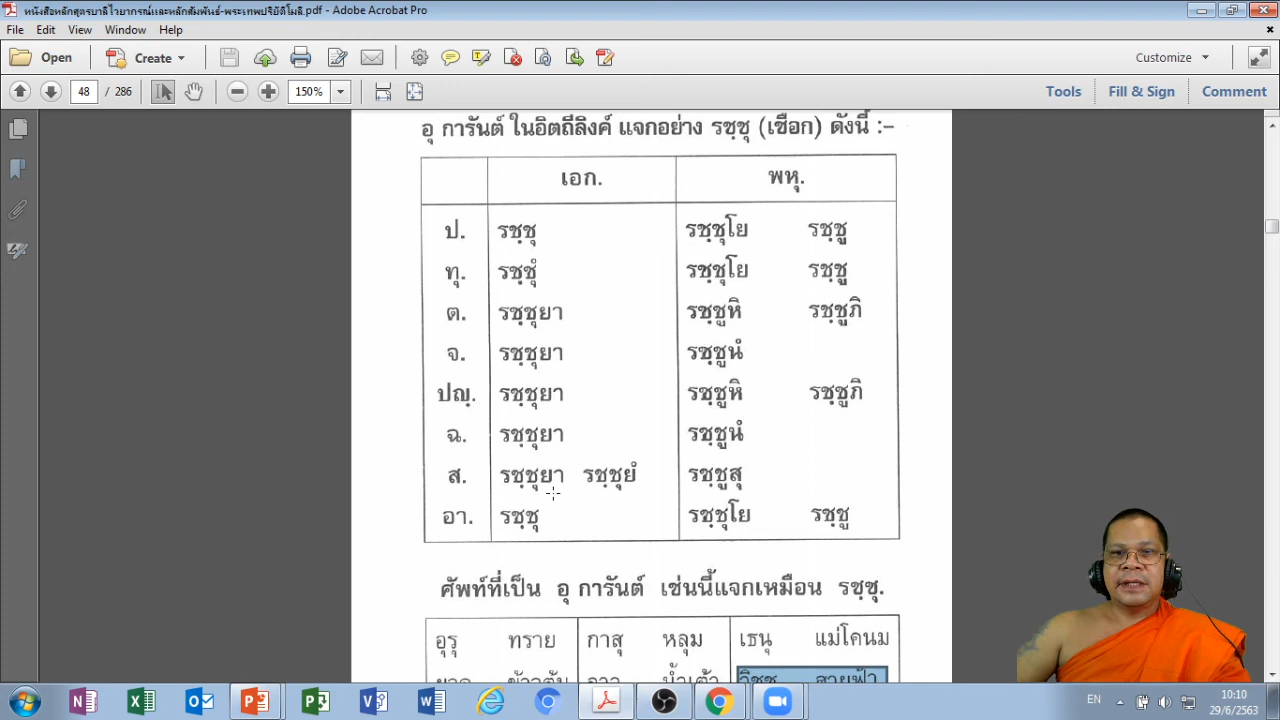 หนังสือหลักสูตรบาลีไวยากรณ์และหลักสัมพันธ์-พระเทพปริยัติโมลี.pdf - Adobe Acrobat Pro
File Edit View Window Help
Open Create Customize
48 / 286 150% Tools Fill & Sign Comment
อุ การันต์ ในอิตถีลิงค์ แจกอย่าง รชฺชุ (เชือก) ดังนี้ :-
เอก. พหุ.
ป. รชฺชุ รชฺชุโย รชฺชู
ทุ. รชฺชุํ รชฺชุโย รชฺชู
ต. รชฺชุยา รชฺชูหิ รชฺชูภิ
จ. รชฺชุยา รชฺชูนํ
ปญฺ. รชฺชุยา รชฺชูหิ รชฺชูภิ
ฉ. รชฺชุยา รชฺชูนํ
ส. รชฺชุยา รชฺชุยํ รชฺชูสุ
อา. รชฺชุ รชฺชุโย รชฺชู
ศัพท์ที่เป็น อุ การันต์ เช่นนี้แจกเหมือน รชฺชุ.
อุรุ ทราย กาสุ หลุม เธนุ แม่โคนม
น้ำเต้า วิชฺชุ สายฟ้า
EN 10:10
29/6/2563